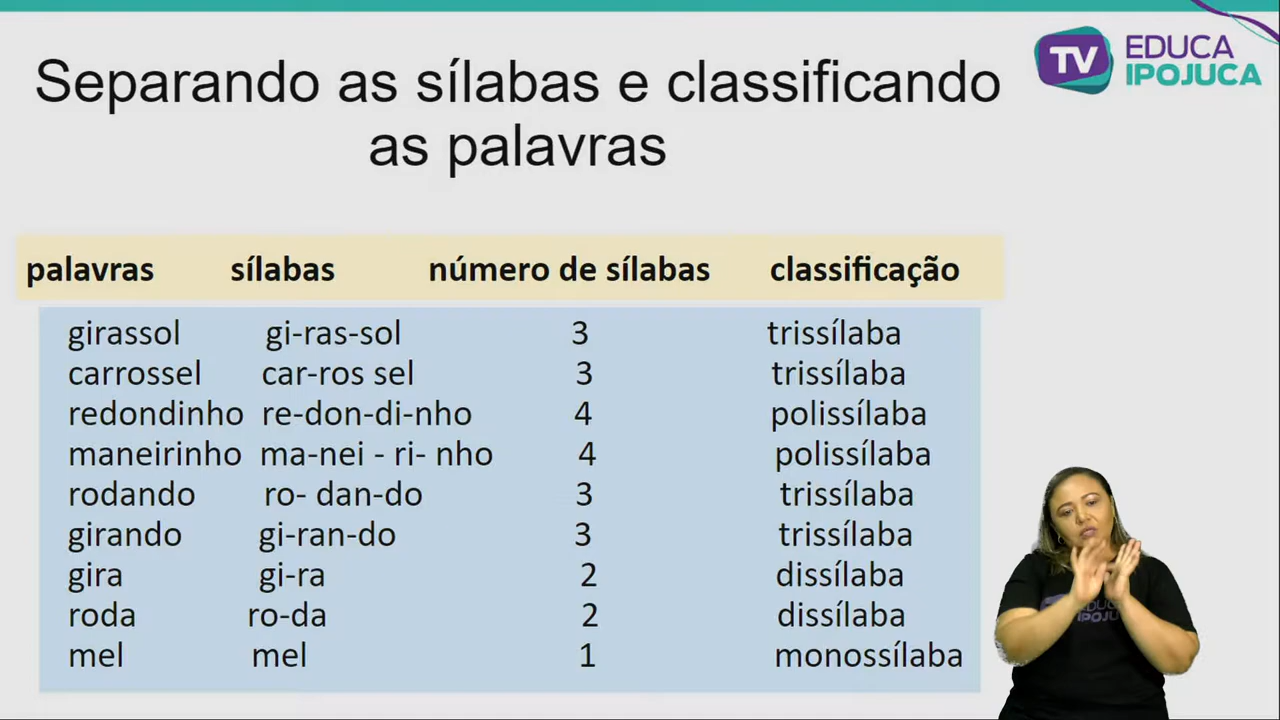 Separando as sílabas e classificando
as palavras
TV EDUCA
IPOJUCA
palavras sílabas número de sílabas classificação
girassol gi-ras-sol 3 trissílaba
carrossel car-ros sel 3 trissílaba
redondinho re-don-di-nho 4 polissílaba
maneirinho ma-nei - ri- nho 4 polissílaba
rodando ro- dan-do 3 trissílaba
girando gi-ran-do 3 trissílaba
gira gi-ra 2 dissílaba
roda ro-da 2 dissílaba
mel mel 1 monossílaba